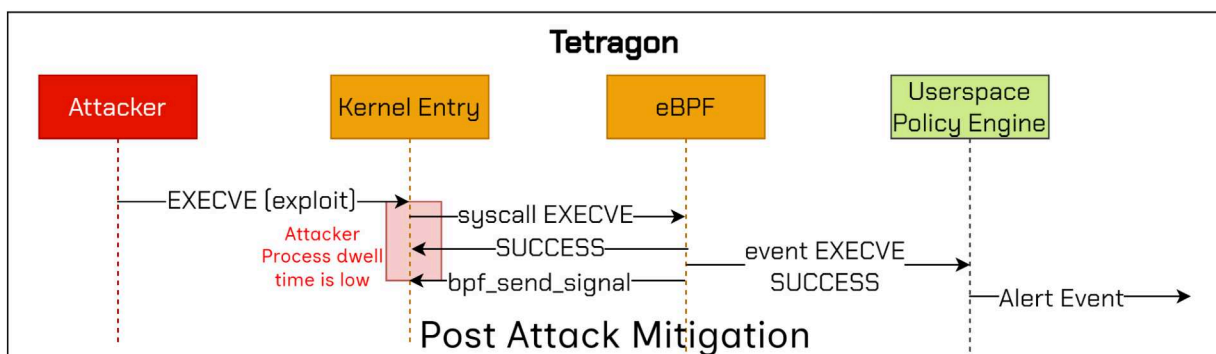 Tetragon
Attacker
Kernel Entry
eBPF
Userspace
Policy Engine
EXECVE (exploit)
syscall EXECVE
Attacker
Process dwell
time is low
SUCCESS
event EXECVE
SUCCESS
bpf_send_signal
Alert Event
Post Attack Mitigation